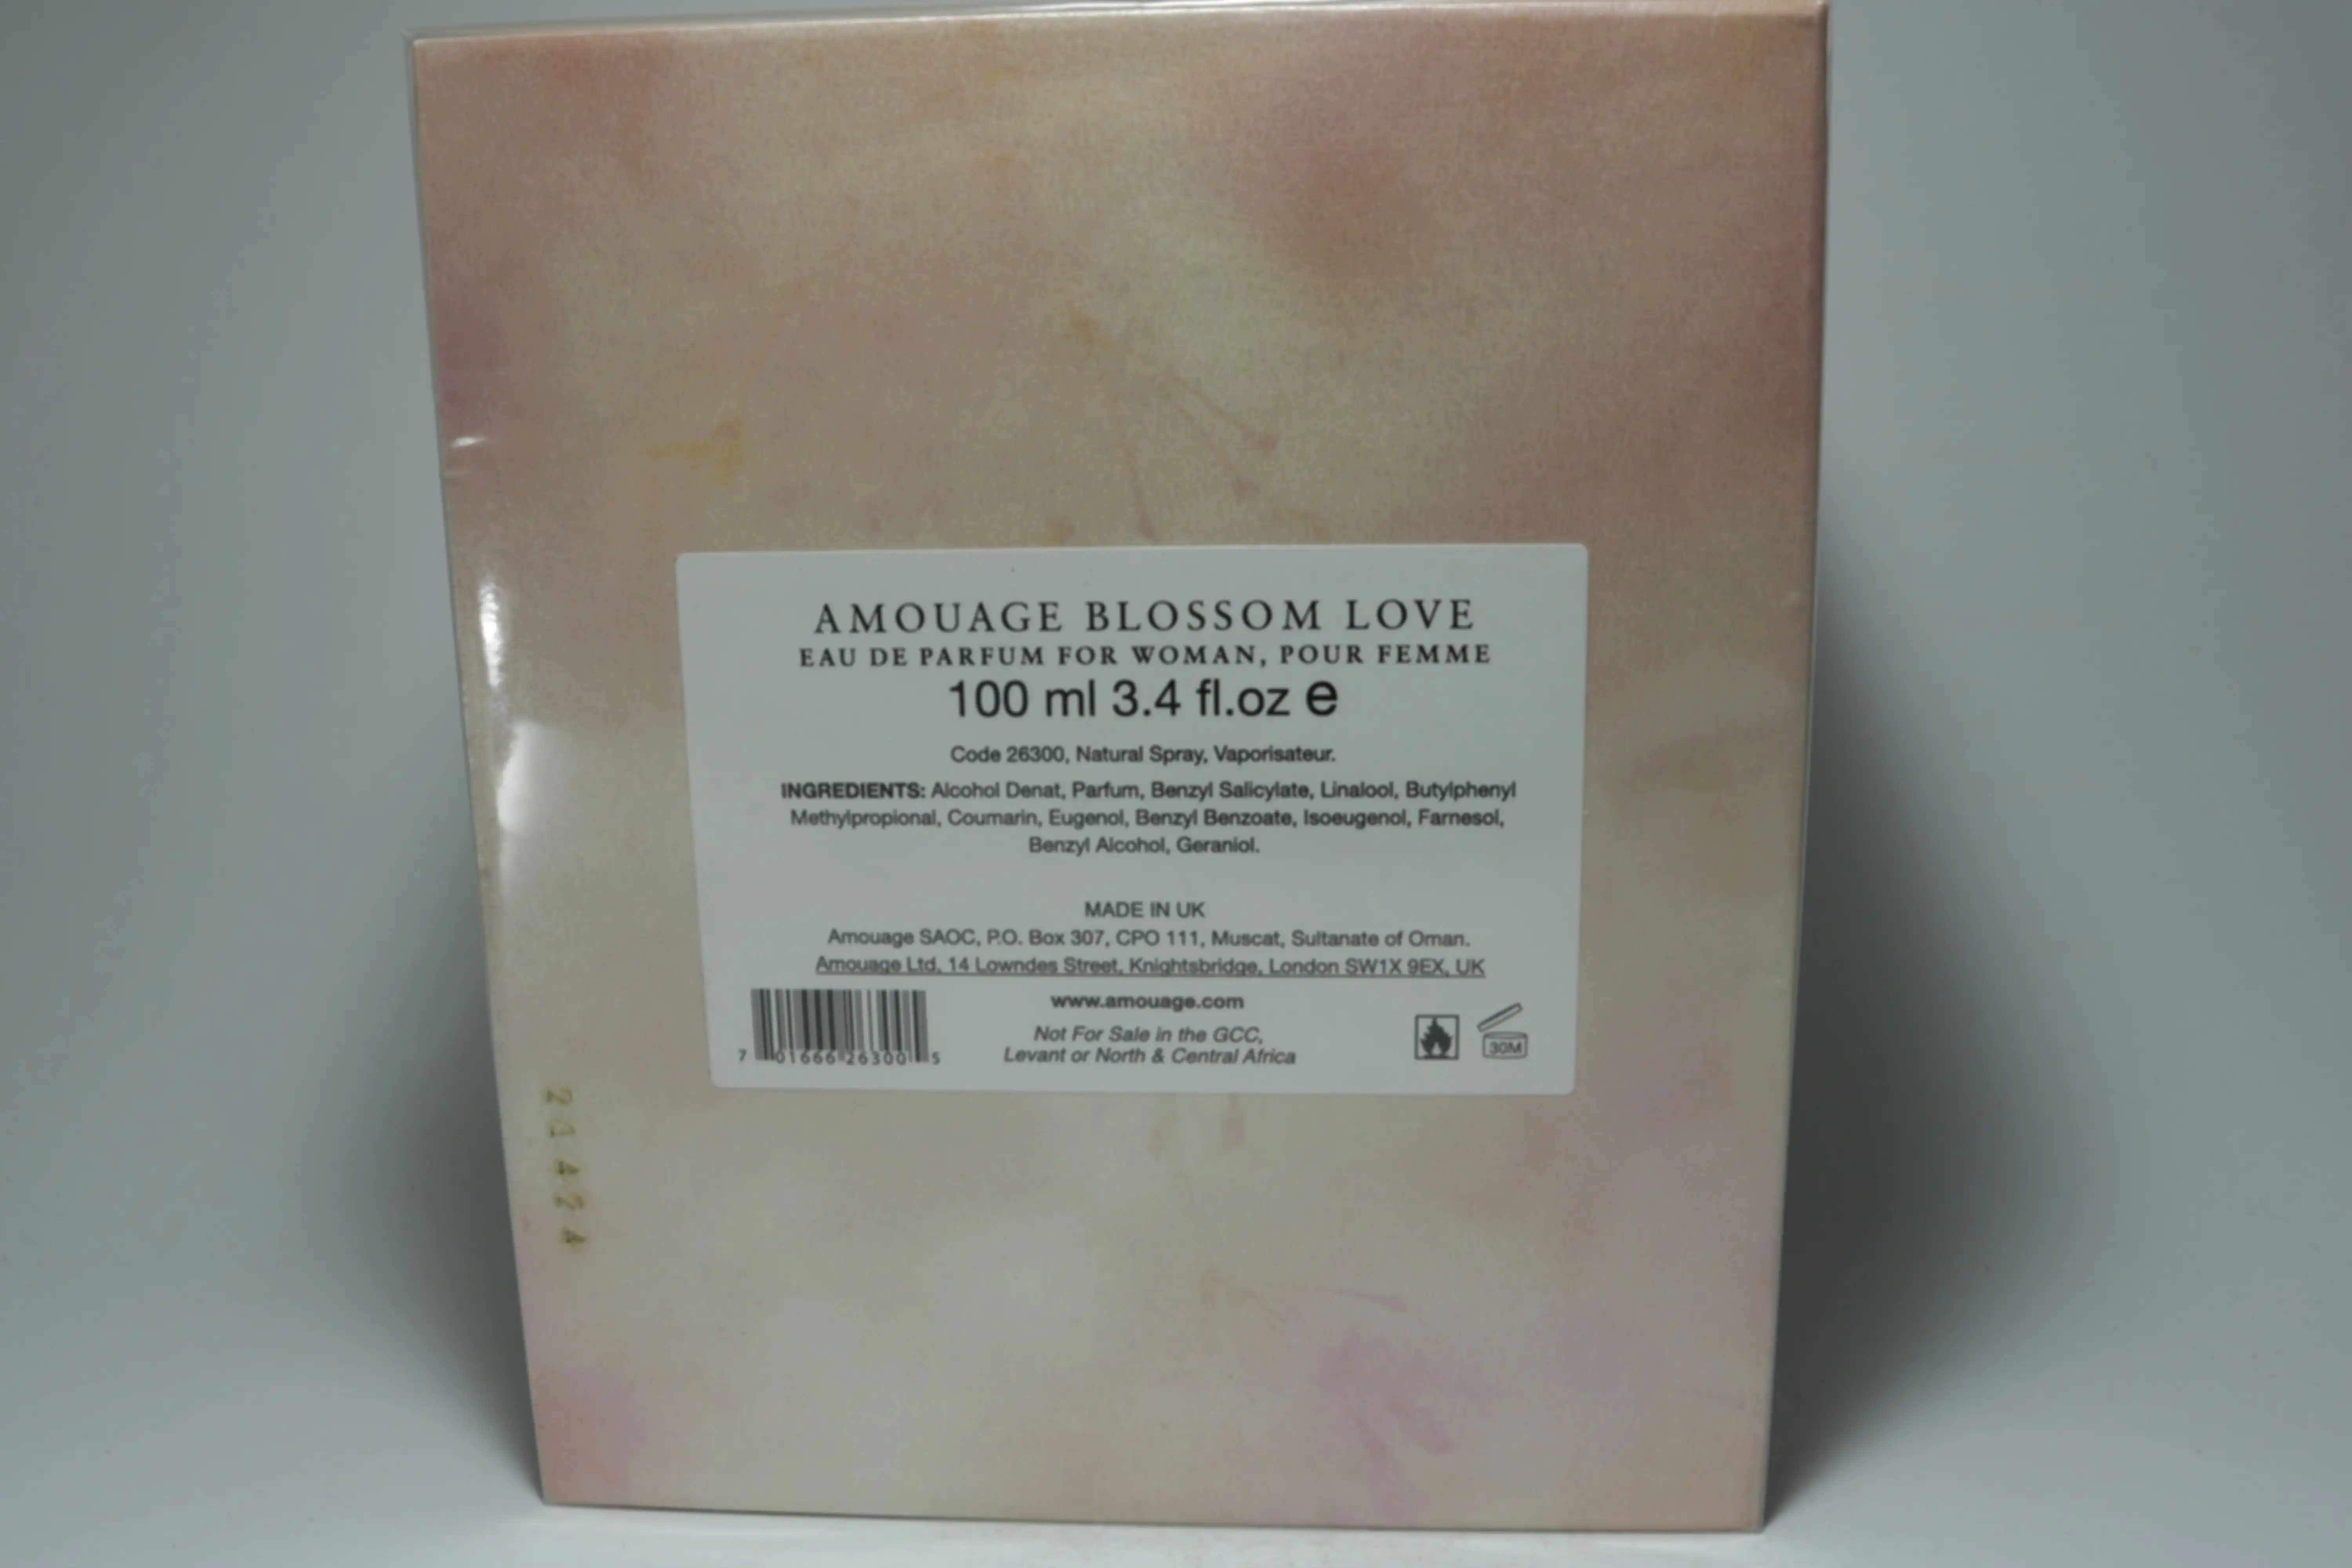 AMOUAGE BLOSSOM LOVE
EAU DE PARFUM FOR WOMAN, POUR FEMME
100 ml 3.4 fl.oz e
Code 26300, Natural Spray, Vaporisateur.
INGREDIENTS: Alcohol Denat, Parfum, Benzyl Salicylate, Linalool, Butylphenyl
Methylpropional, Coumarin, Eugenol, Benzyl Benzoate, Isoeugenol, Farnesol,
Benzyl Alcohol, Geraniol.
MADE IN UK
Amouage SAOC, P.O. Box 307, CPO 111, Muscat, Sultanate of Oman.
Amouage Ltd, 14 Lowndes Street, Knightsbridge, London SW1X 9EX, UK
www.amouage.com
Not For Sale in the GCC,
Levant or North & Central Africa
7 01666 26300 5
30M
21424